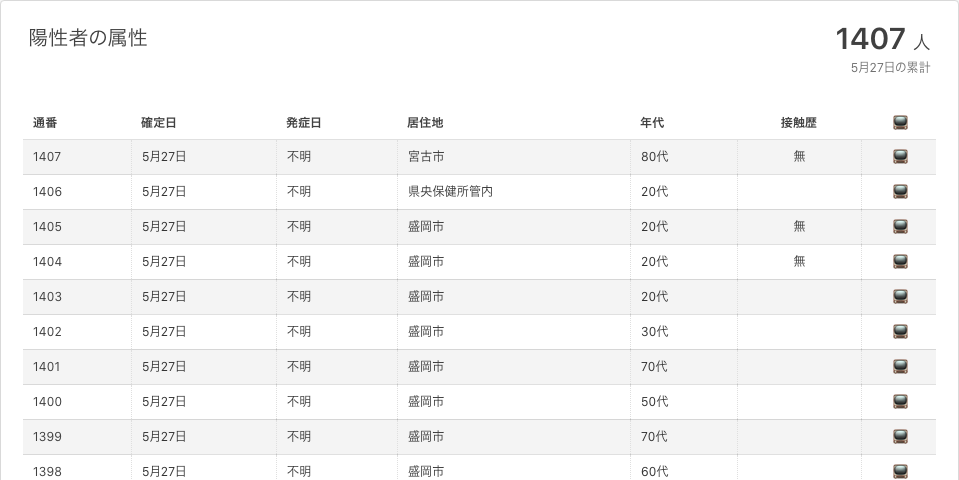 陽性者の属性
1407 人
5月27日の累計
通番 確定日 発症日 居住地 年代 接触歴
1407 5月27日 不明 宮古市 80代 無
1406 5月27日 不明 県央保健所管内 20代
1405 5月27日 不明 盛岡市 20代 無
1404 5月27日 不明 盛岡市 20代 無
1403 5月27日 不明 盛岡市 20代
1402 5月27日 不明 盛岡市 30代
1401 5月27日 不明 盛岡市 70代
1400 5月27日 不明 盛岡市 50代
1399 5月27日 不明 盛岡市 70代
1398 5月27日 不明 盛岡市 60代